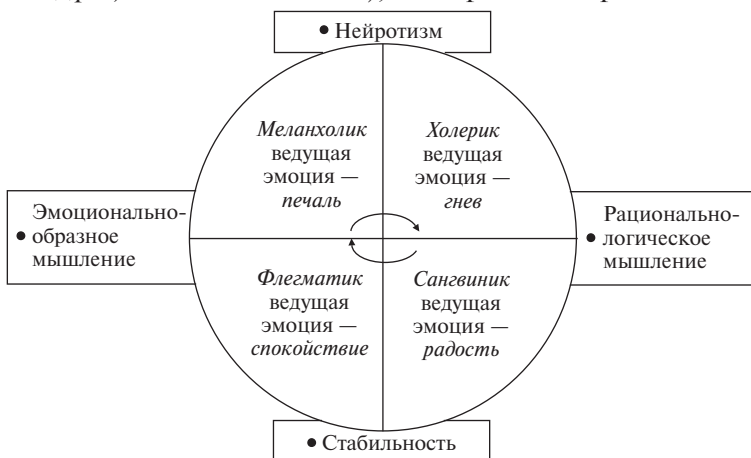 • Нейротизм
Меланхолик
ведущая
эмоция —
печаль
Холерик
ведущая
эмоция —
гнев
Эмоционально-
• образное
мышление
Рационально-
• логическое
мышление
Флегматик
ведущая
эмоция —
спокойствие
Сангвиник
ведущая
эмоция —
радость
• Стабильность